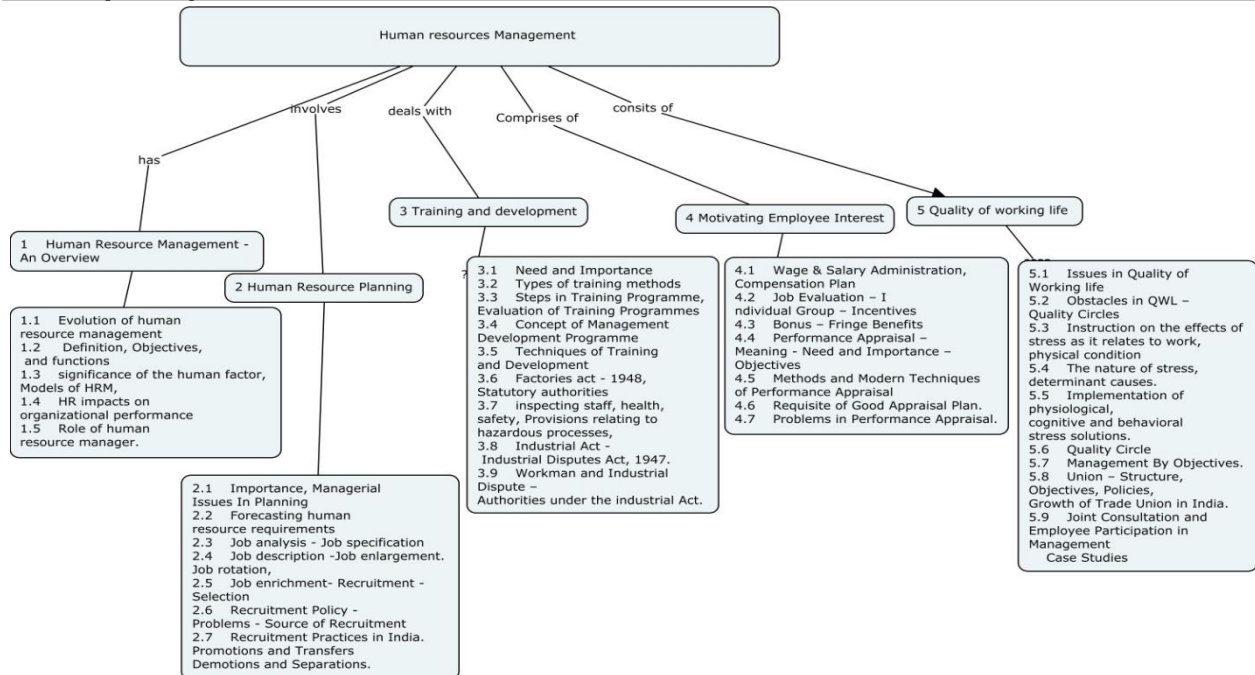 Human resources Management
has
involves
deals with
Comprises of
consits of
1 Human Resource Management -
An Overview
1.1 Evolution of human
resource management
1.2 Definition, Objectives,
and functions
1.3 significance of the human factor,
Models of HRM,
1.4 HR impacts on
organizational performance
1.5 Role of human
resource manager.
2 Human Resource Planning
2.1 Importance, Managerial
Issues In Planning
2.2 Forecasting human
resource requirements
2.3 Job analysis - Job specification
2.4 Job description -Job enlargement.
Job rotation,
2.5 Job enrichment- Recruitment -
Selection
2.6 Recruitment Policy -
Problems - Source of Recruitment
2.7 Recruitment Practices in India.
Promotions and Transfers
Demotions and Separations.
3 Training and development
?
3.1 Need and Importance
3.2 Types of training methods
3.3 Steps in Training Programme,
Evaluation of Training Programmes
3.4 Concept of Management
Development Programme
3.5 Techniques of Training
and Development
3.6 Factories act - 1948,
Statutory authorities
3.7 inspecting staff, health,
safety, Provisions relating to
hazardous processes,
3.8 Industrial Act -
Industrial Disputes Act, 1947.
3.9 Workman and Industrial
Dispute –
Authorities under the industrial Act.
4 Motivating Employee Interest
4.1 Wage & Salary Administration,
Compensation Plan
4.2 Job Evaluation – I
ndividual Group – Incentives
4.3 Bonus – Fringe Benefits
4.4 Performance Appraisal –
Meaning - Need and Importance –
Objectives
4.5 Methods and Modern Techniques
of Performance Appraisal
4.6 Requisite of Good Appraisal Plan.
4.7 Problems in Performance Appraisal.
5 Quality of working life
5.1 Issues in Quality of
Working life
5.2 Obstacles in QWL –
Quality Circles
5.3 Instruction on the effects of
stress as it relates to work,
physical condition
5.4 The nature of stress,
determinant causes.
5.5 Implementation of
physiological,
cognitive and behavioral
stress solutions.
5.6 Quality Circle
5.7 Management By Objectives.
5.8 Union – Structure,
Objectives, Policies,
Growth of Trade Union in India.
5.9 Joint Consultation and
Employee Participation in
Management
Case Studies